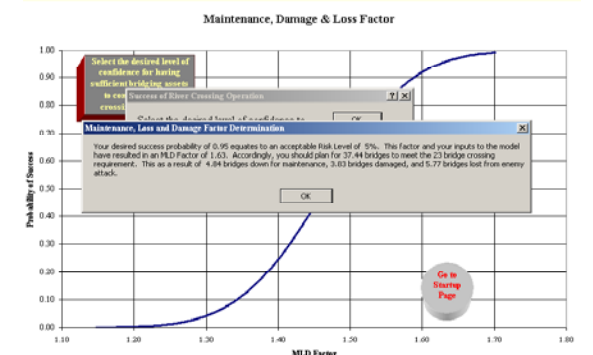 Maintenance, Damage & Loss Factor
Select the desired level of
confidence for having
sufficient bridging assets
to con
crossi
Success of River Crossing Operation
Select the desired level of confidence to
OK
Maintenance, Loss and Damage Factor Determination
Your desired success probability of 0.95 equates to an acceptable Risk Level of 5%. This factor and your inputs to the model
have resulted in an MLD Factor of 1.63. Accordingly, you should plan for 37.44 bridges to meet the 23 bridge crossing
requirement. This as a result of 4.84 bridges down for maintenance, 3.83 bridges damaged, and 5.77 bridges lost from enemy
attack.
OK
Probability of Success
1.00
0.90
0.80
0.70
0.50
0.40
0.30
0.20
0.10
0.00
Go to
Startup
Page
1.10 1.20 1.30 1.40 1.50 1.60 1.70 1.80
MLD Factor